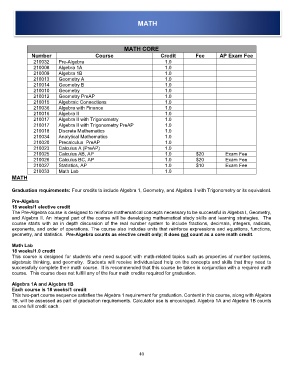 MATH
MATH CORE
Number Course Credit Fee AP Exam Fee
210032 Pre-Algebra 1.0
210008 Algebra 1A 1.0
210009 Algebra 1B 1.0
210013 Geometry A 1.0
210014 Geometry B 1.0
210010 Geometry 1.0
210012 Geometry PreAP 1.0
210015 Algebraic Connections 1.0
210036 Algebra with Finance 1.0
210016 Algebra II 1.0
210017 Algebra II with Trigonometry 1.0
210017 Algebra II with Trigonometry PreAP 1.0
210018 Discrete Mathematics 1.0
210034 Analytical Mathematics 1.0
210020 Precalculus PreAP 1.0
210023 Calculus A (PreAP) 1.0
210025 Calculus AB, AP 1.0 $20 Exam Fee
210026 Calculus BC, AP 1.0 $20 Exam Fee
210027 Statistics, AP 1.0 $10 Exam Fee
210033 Math Lab 1.0
MATH
Graduation requirements: Four credits to include Algebra 1, Geometry, and Algebra II with Trigonometry or its equivalent.
Pre-Algebra
18 weeks/1 elective credit
The Pre-Algebra course is designed to reinforce mathematical concepts necessary to be successful in Algebra I, Geometry,
and Algebra II. An integral part of the course will be developing mathematical study skills and learning strategies. The
course starts with an in depth discussion of the real number system to include fractions, decimals, integers, radicals,
exponents, and order of operations. The course also includes units that reinforce expressions and equations, functions,
geometry, and statistics. Pre-Algebra counts as elective credit only; it does not count as a core math credit.
Math Lab
18 weeks/1.0 credit
This course is designed for students who need support with math-related topics such as properties of number systems,
algebraic thinking, and geometry. Students will receive individualized help on the concepts and skills that they need to
successfully complete their math course. It is recommended that this course be taken in conjunction with a required math
course. This course does not fulfill any of the four math credits required for graduation.
Algebra 1A and Algebra 1B
Each course is 18 weeks/1 credit
This two-part course sequence satisfies the Algebra 1 requirement for graduation. Content in this course, along with Algebra
1B, will be assessed as part of graduation requirements. Calculator use is encouraged. Algebra 1A and Algebra 1B counts
as one full credit each.